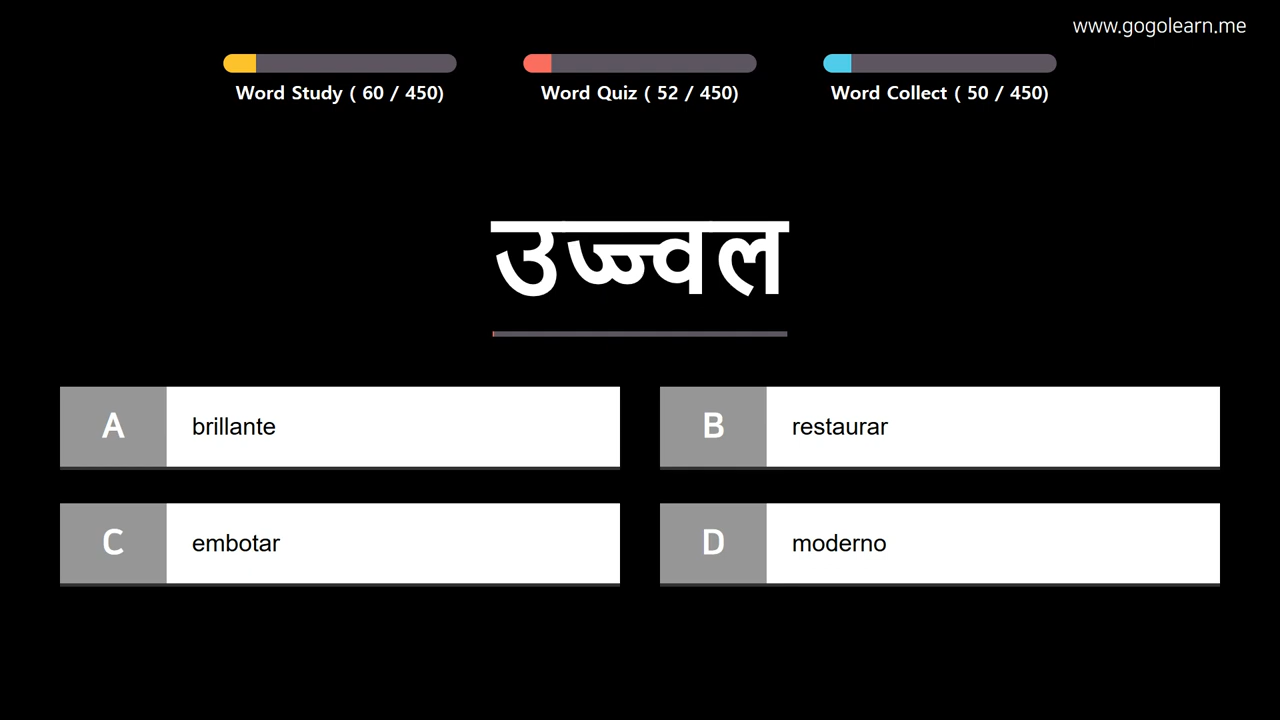 www.gogolearn.me
Word Study ( 60 / 450)
Word Quiz ( 52 / 450)
Word Collect ( 50 / 450)
उज्ज्वल
A brillante
B restaurar
C embotar
D moderno